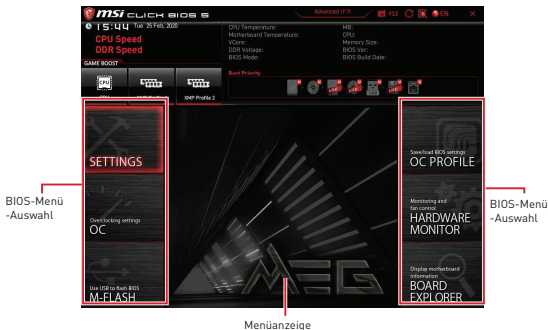 msi CLICK BIOS 5
Advanced (F7)
F12
EN
X
15:44 Tue 25 Feb, 2020
CPU Speed
DDR Speed
CPU Temperature:
Motherboard Temperature:
VCore:
DDR Voltage:
BIOS Mode:
MB:
CPU:
Memory Size:
BIOS Ver:
BIOS Build Date:
GAME BOOST
Boot Priority
CPU
XMP Profile 2
SETTINGS
Overclocking settings
OC
Use USB to flash BIOS
M-FLASH
Save/load BIOS settings
OC PROFILE
Monitoring and
fan control
HARDWARE
MONITOR
Display motherboard
information
BOARD
EXPLORER
MEG
BIOS-Menü
-Auswahl
BIOS-Menü
-Auswahl
Menüanzeige